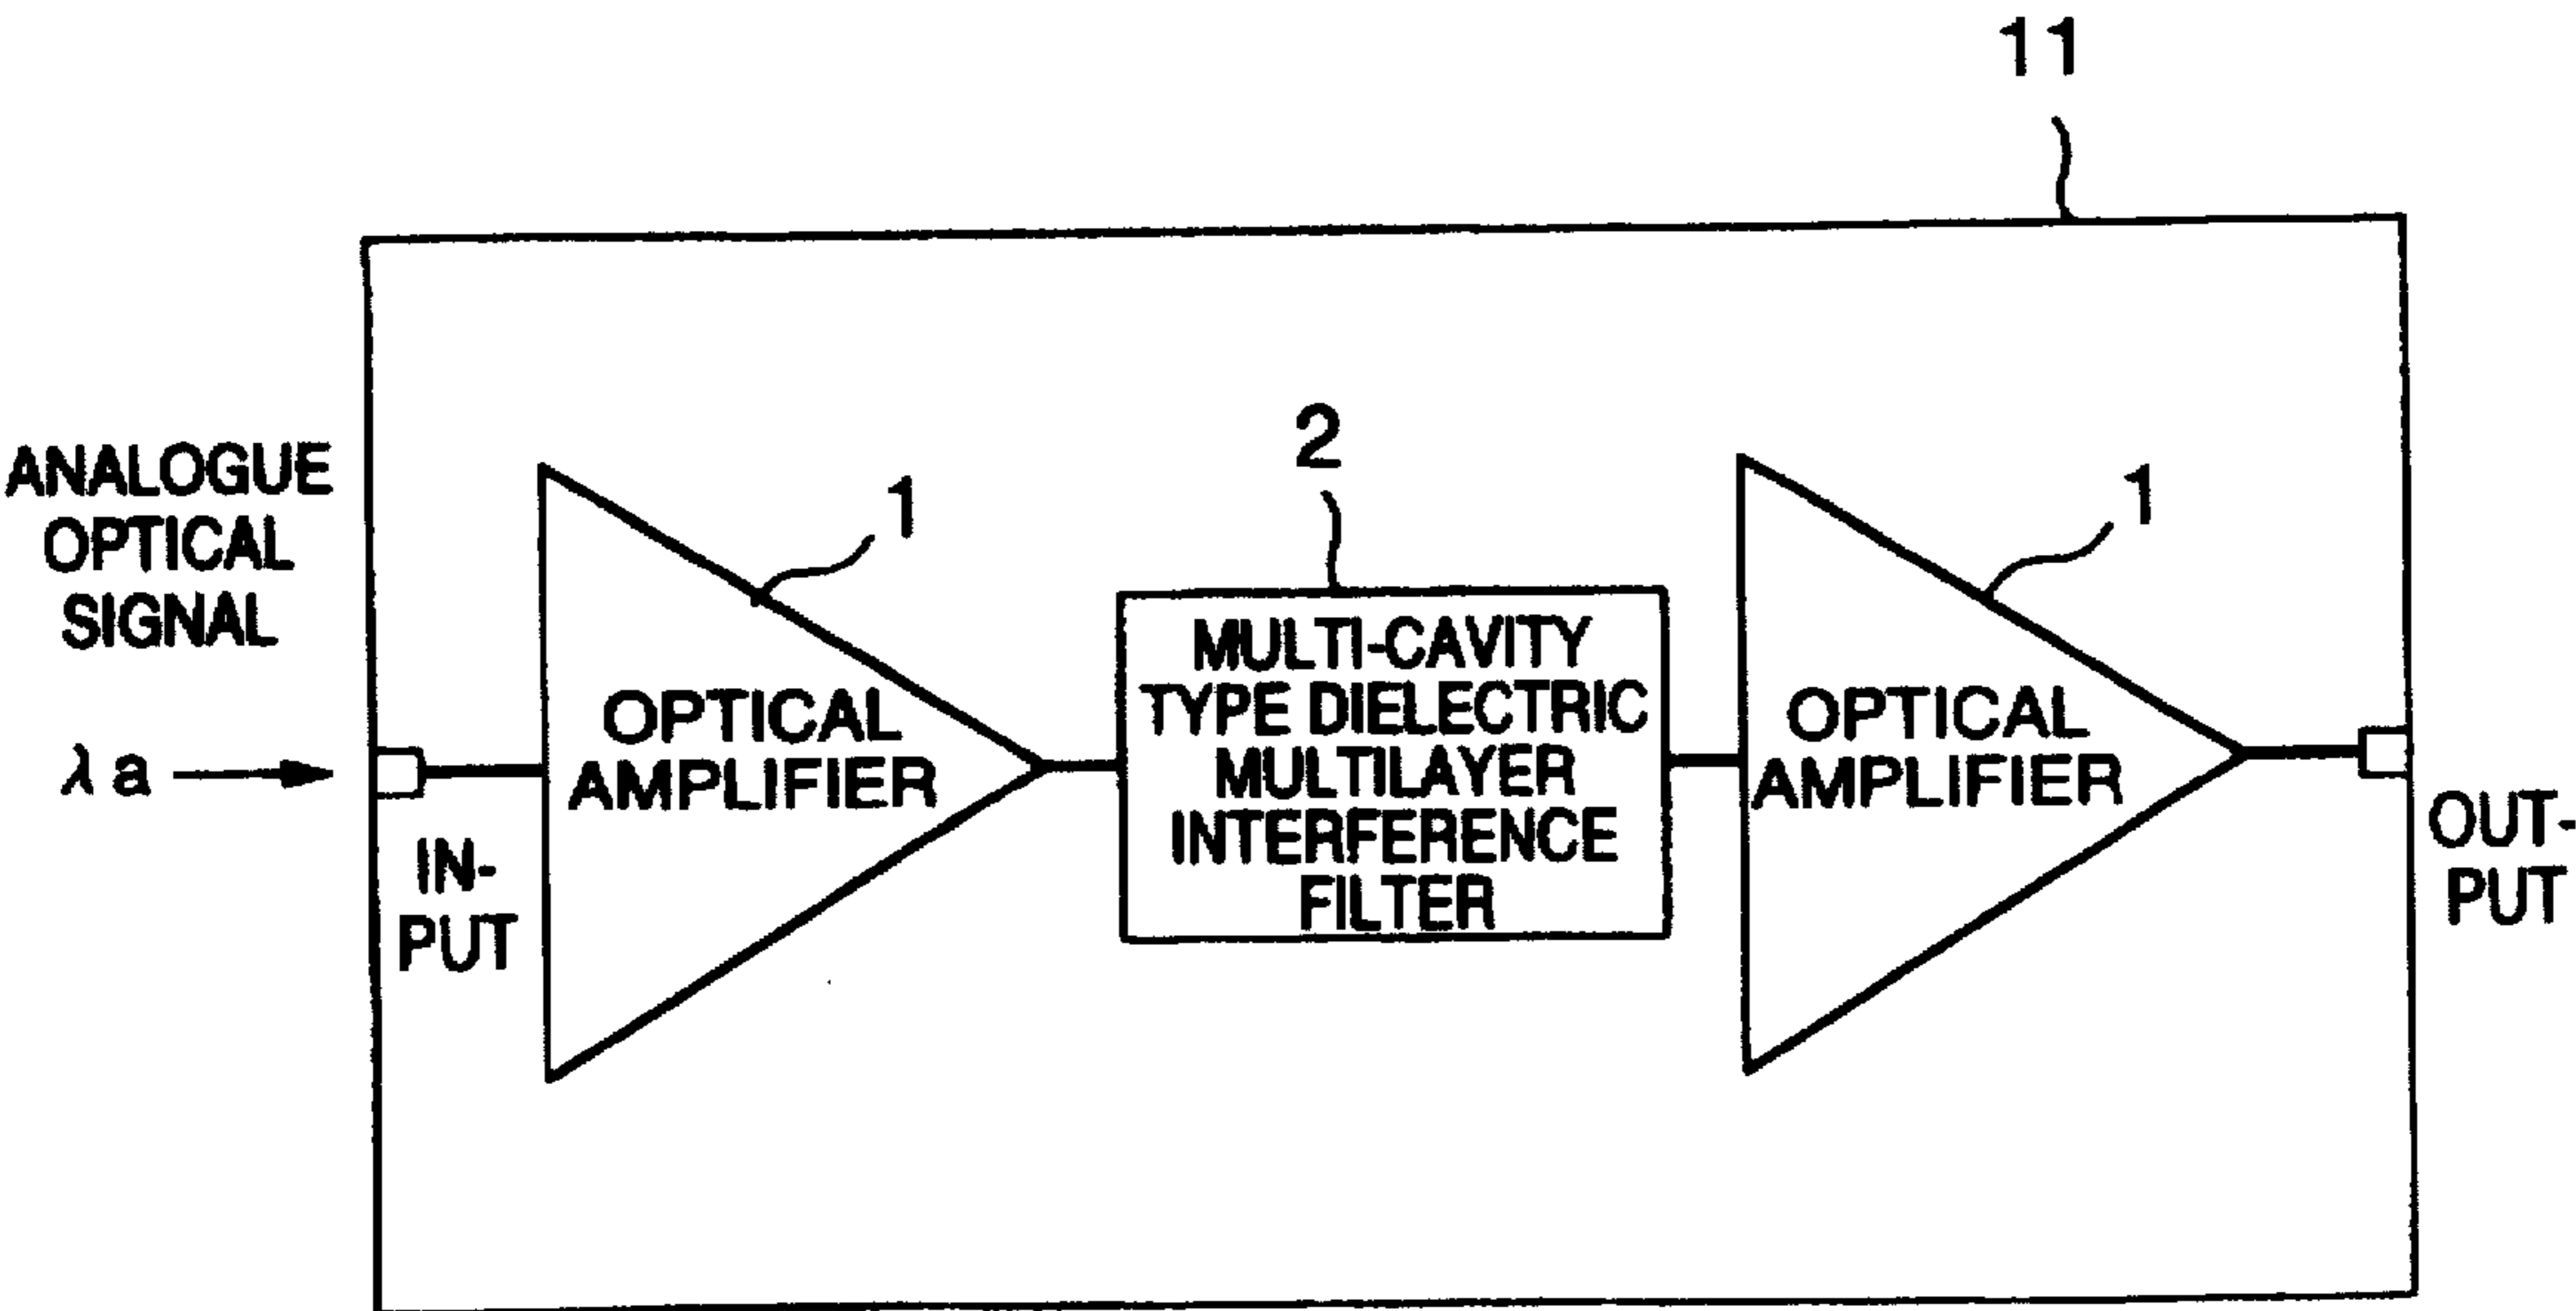 11
ANALOGUE
OPTICAL
SIGNAL
λa
IN-
PUT
1
OPTICAL
AMPLIFIER
2
MULTI-CAVITY
TYPE DIELECTRIC
MULTILAYER
INTERFERENCE
FILTER
1
OPTICAL
AMPLIFIER
OUT-
PUT